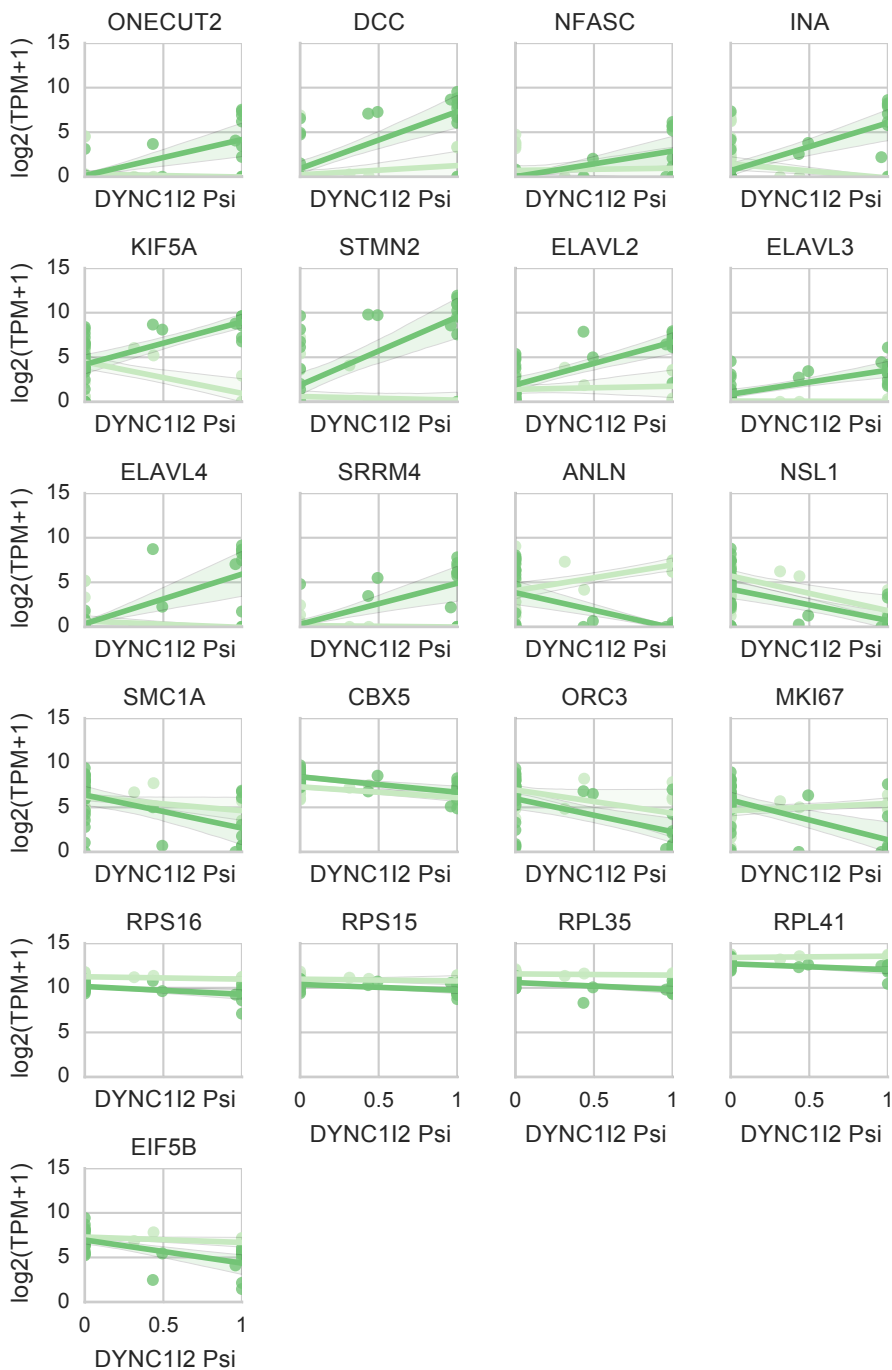 ONECUT2 DCC NFASC INA
log2(TPM+1) 15 10 5 0
DYNC1I2 Psi DYNC1I2 Psi DYNC1I2 Psi DYNC1I2 Psi
KIF5A STMN2 ELAVL2 ELAVL3
log2(TPM+1) 15 10 5 0
DYNC1I2 Psi DYNC1I2 Psi DYNC1I2 Psi DYNC1I2 Psi
ELAVL4 SRRM4 ANLN NSL1
log2(TPM+1) 15 10 5 0
DYNC1I2 Psi DYNC1I2 Psi DYNC1I2 Psi DYNC1I2 Psi
SMC1A CBX5 ORC3 MKI67
log2(TPM+1) 15 10 5 0
DYNC1I2 Psi DYNC1I2 Psi DYNC1I2 Psi DYNC1I2 Psi
RPS16 RPS15 RPL35 RPL41
log2(TPM+1) 15 10 5 0
0 0.5 1 0 0.5 1 0 0.5 1
DYNC1I2 Psi DYNC1I2 Psi DYNC1I2 Psi DYNC1I2 Psi
EIF5B
log2(TPM+1) 15 10 5 0
0 0.5 1
DYNC1I2 Psi